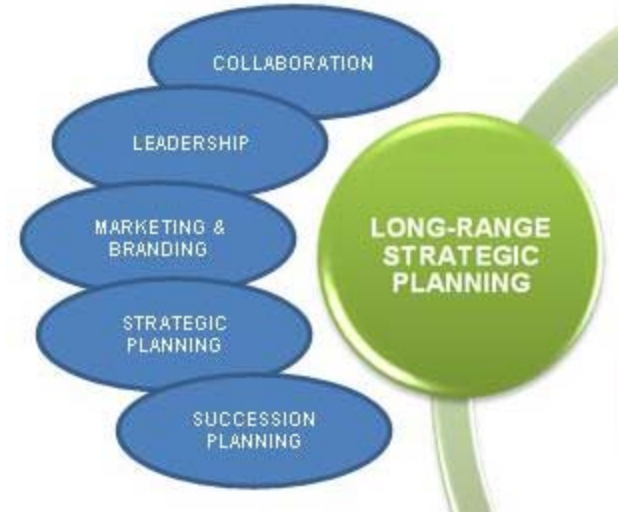 COLLABORATION
LEADERSHIP
MARKETING &
BRANDING
STRATEGIC
PLANNING
SUCCESSION
PLANNING
LONG-RANGE
STRATEGIC
PLANNING